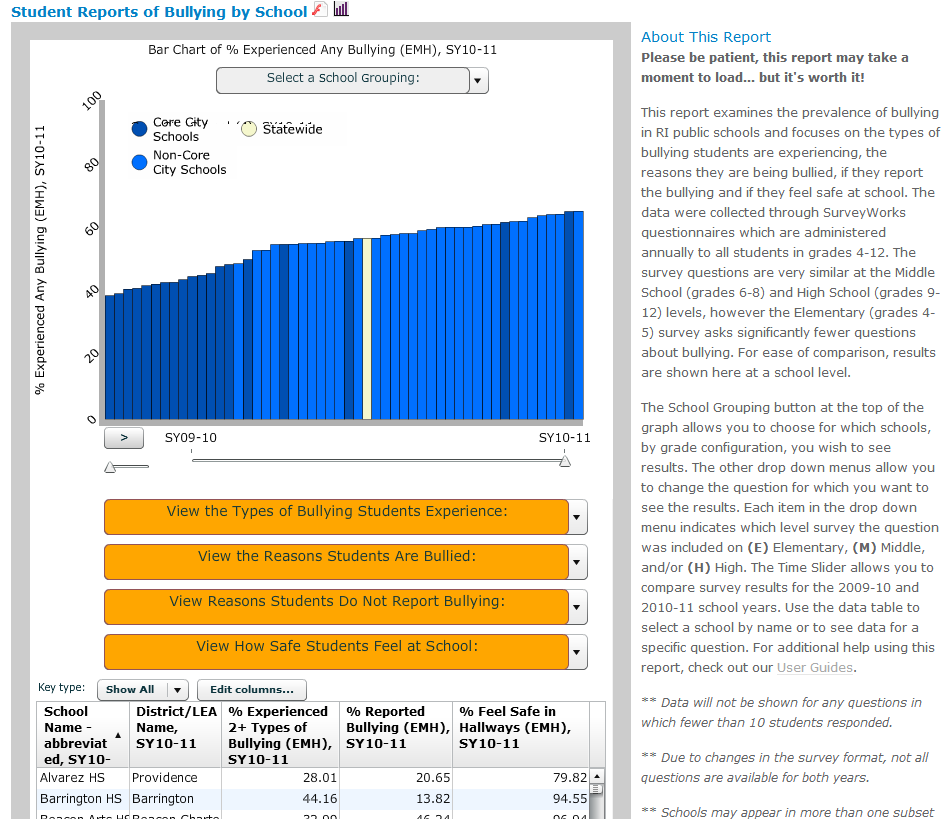 Student Reports of Bullying by School
Bar Chart of % Experienced Any Bullying (EMH), SY10-11
Select a School Grouping:
% Experienced Any Bullying (EMH), SY10-11
100
80
60
40
20
0
Core City
Schools
Non-Core
City Schools
Statewide
>
SY09-10
SY10-11
View the Types of Bullying Students Experience:
View the Reasons Students Are Bullied:
View Reasons Students Do Not Report Bullying:
View How Safe Students Feel at School:
Key type:
Show All
Edit columns...
School
Name -
abbreviat
ed, SY10-
District/LEA
Name,
SY10-11
% Experienced
2+ Types of
Bullying (EMH),
SY10-11
% Reported
Bullying (EMH),
SY10-11
% Feel Safe in
Hallways (EMH),
SY10-11
Alvarez HS Providence 28.01 20.65 79.82
Barrington HS Barrington 44.16 13.82 94.55
Beacon Arts HS Beacon Charte
About This Report
Please be patient, this report may take a
moment to load... but it's worth it!
This report examines the prevalence of bullying
in RI public schools and focuses on the types of
bullying students are experiencing, the
reasons they are being bullied, if they report
the bullying and if they feel safe at school. The
data were collected through SurveyWorks
questionnaires which are administered
annually to all students in grades 4-12. The
survey questions are very similar at the Middle
School (grades 6-8) and High School (grades 9-
12) levels, however the Elementary (grades 4-
5) survey asks significantly fewer questions
about bullying. For ease of comparison, results
are shown here at a school level.
The School Grouping button at the top of the
graph allows you to choose for which schools,
by grade configuration, you wish to see
results. The other drop down menus allow you
to change the question for which you want to
see the results. Each item in the drop down
menu indicates which level survey the question
was included on (E) Elementary, (M) Middle,
and/or (H) High. The Time Slider allows you to
compare survey results for the 2009-10 and
2010-11 school years. Use the data table to
select a school by name or to see data for a
specific question. For additional help using this
report, check out our User Guides.
** Data will not be shown for any questions in
which fewer than 10 students responded.
** Due to changes in the survey format, not all
questions are available for both years.
** Schools may appear in more than one subset